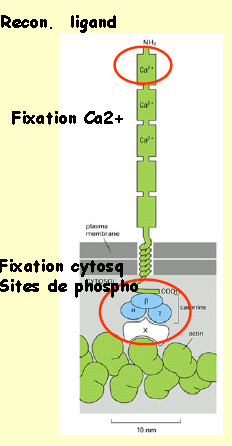 Recon. ligand
NH₂
Ca²⁺
Ca²⁺
Fixation Ca2+
Ca²⁺
plasma
membrane
Fixation cytosq
CYTOSOL
Sites de phospho
COOH
β
catenins
α
γ
X
actin
10 nm